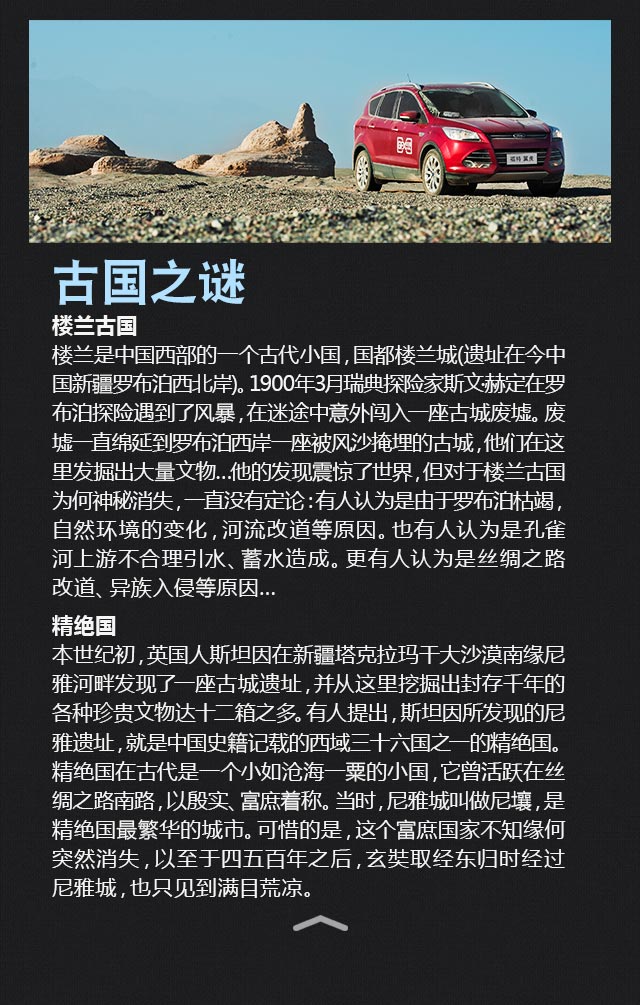 福特 翼虎
古国之谜
楼兰古国
楼兰是中国西部的一个古代小国，国都楼兰城(遗址在今中
国新疆罗布泊西北岸)。1900年3月瑞典探险家斯文·赫定在罗
布泊探险遇到了风暴，在迷途中意外闯入一座古城废墟。废
墟一直绵延到罗布泊西岸一座被风沙掩埋的古城，他们在这
里发掘出大量文物...他的发现震惊了世界，但对于楼兰古国
为何神秘消失，一直没有定论：有人认为是由于罗布泊枯竭，
自然环境的变化，河流改道等原因。也有人认为是孔雀
河上游不合理引水、蓄水造成。更有人认为是丝绸之路
改道、异族入侵等原因...
精绝国
本世纪初，英国人斯坦因在新疆塔克拉玛干大沙漠南缘尼
雅河畔发现了一座古城遗址，并从这里挖掘出封存千年的
各种珍贵文物达十二箱之多。有人提出，斯坦因所发现的尼
雅遗址，就是中国史籍记载的西域三十六国之一的精绝国。
精绝国在古代是一个小如沧海一粟的小国，它曾活跃在丝
绸之路南路，以殷实、富庶着称。当时，尼雅城叫做尼壤，是
精绝国最繁华的城市。可惜的是，这个富庶国家不知缘何
突然消失，以至于四五百年之后，玄奘取经东归时经过
尼雅城，也只见到满目荒凉。